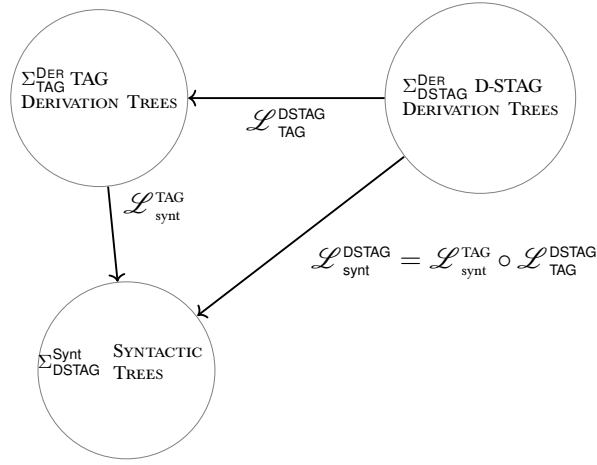 Σ^DER_TAG TAG
DERIVATION TREES
Σ^Der_DSTAG D-STAG
DERIVATION TREES
ℒ^DSTAG_TAG
ℒ^TAG_synt
ℒ^DSTAG_synt = ℒ^TAG_synt ∘ ℒ^DSTAG_TAG
Σ^Synt_DSTAG SYNTACTIC
TREES